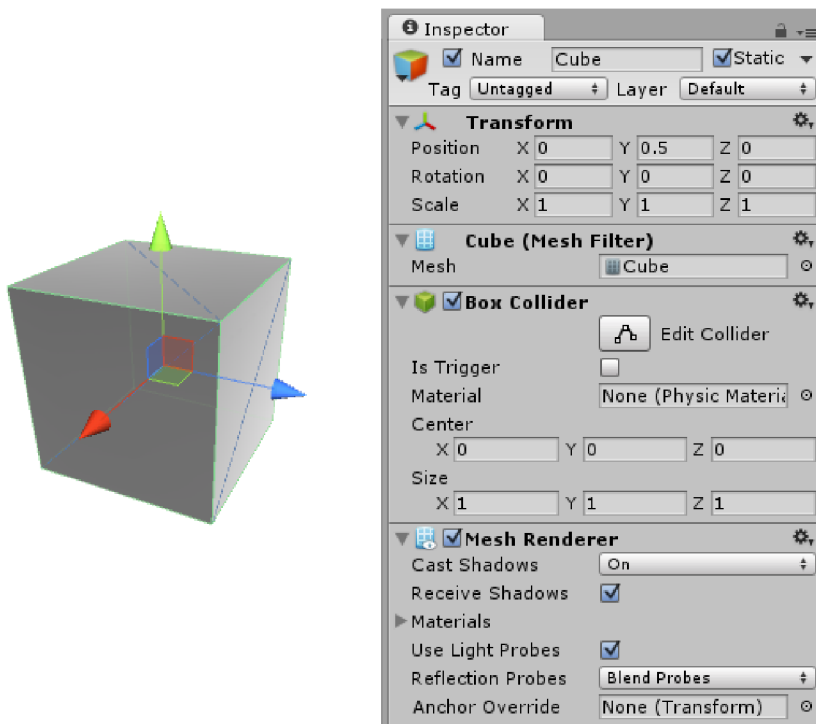 Inspector
Name Cube Static
Tag Untagged Layer Default
Transform
Position X 0 Y 0.5 Z 0
Rotation X 0 Y 0 Z 0
Scale X 1 Y 1 Z 1
Cube (Mesh Filter)
Mesh Cube
Box Collider
Edit Collider
Is Trigger
Material None (Physic Materia
Center
X 0 Y 0 Z 0
Size
X 1 Y 1 Z 1
Mesh Renderer
Cast Shadows On
Receive Shadows
Materials
Use Light Probes
Reflection Probes Blend Probes
Anchor Override None (Transform)